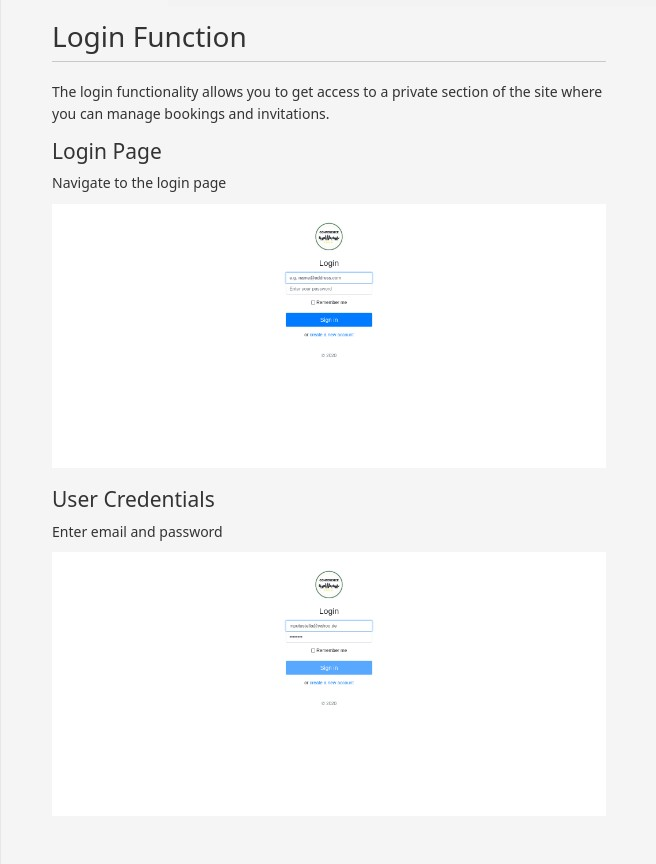 Login Function
The login functionality allows you to get access to a private section of the site where
you can manage bookings and invitations.
Login Page
Navigate to the login page
Login
e.g. name@address.com
Enter your password
Remember me
Sign in
or create a new account
© 2020
User Credentials
Enter email and password
Login
••••••••
Remember me
Sign in
or create a new account
© 2020